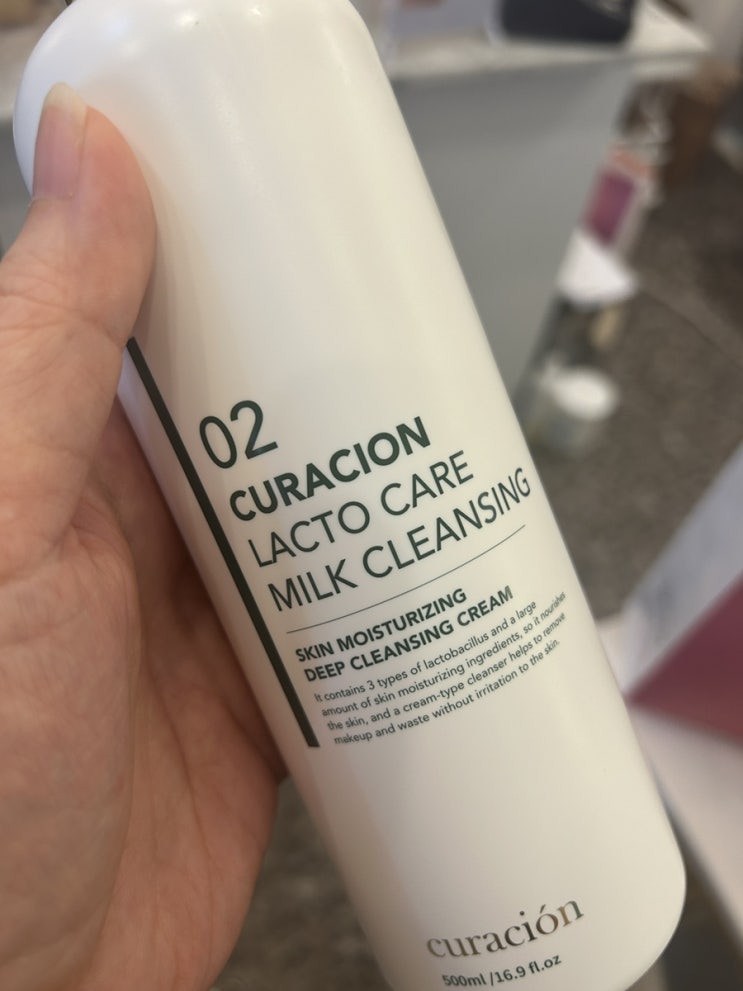 02
CURACION
LACTO CARE
MILK CLEANSING
SKIN MOISTURIZING
DEEP CLEANSING CREAM
It contains 3 types of lactobacillus and a large
amount of skin moisturizing ingredients, so it nourishes
the skin, and a cream-type cleanser helps to remove
makeup and waste without irritation to the skin.
curación
500ml /16.9 fl.oz